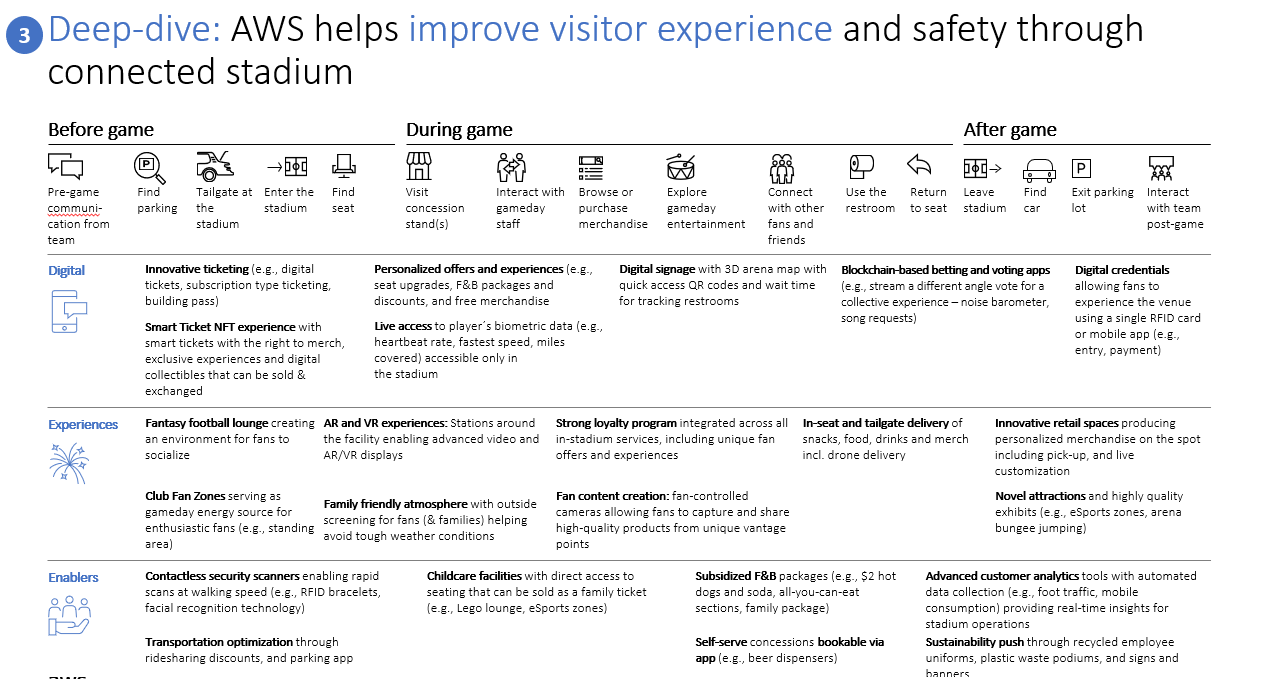 3
Deep-dive: AWS helps improve visitor experience and safety through
connected stadium
Before game
During game
After game
Pre-game
communi-
cation from
team
P
Find
parking
Tailgate at
the
stadium
Enter the
stadium
Find
seat
Visit
concession
stand(s)
Interact with
gameday
staff
Browse or
purchase
merchandise
Explore
gameday
entertainment
Connect
with other
fans and
friends
Use the
restroom
Return
to seat
Leave
stadium
Find
car
P
Exit parking
lot
Interact
with team
post-game
Digital
Innovative ticketing (e.g., digital
tickets, subscription type ticketing,
building pass)
Smart Ticket NFT experience with
smart tickets with the right to merch,
exclusive experiences and digital
collectibles that can be sold &
exchanged
Personalized offers and experiences (e.g.,
seat upgrades, F&B packages and
discounts, and free merchandise
Live access to player´s biometric data (e.g.,
heartbeat rate, fastest speed, miles
covered) accessible only in
the stadium
Digital signage with 3D arena map with
quick access QR codes and wait time
for tracking restrooms
Blockchain-based betting and voting apps
(e.g., stream a different angle vote for a
collective experience – noise barometer,
song requests)
Digital credentials
allowing fans to
experience the venue
using a single RFID card
or mobile app (e.g.,
entry, payment)
Experiences
Fantasy football lounge creating
an environment for fans to
socialize
Club Fan Zones serving as
gameday energy source for
enthusiastic fans (e.g., standing
area)
AR and VR experiences: Stations around
the facility enabling advanced video and
AR/VR displays
Family friendly atmosphere with outside
screening for fans (& families) helping
avoid tough weather conditions
Strong loyalty program integrated across all
in-stadium services, including unique fan
offers and experiences
Fan content creation: fan-controlled
cameras allowing fans to capture and share
high-quality products from unique vantage
points
In-seat and tailgate delivery of
snacks, food, drinks and merch
incl. drone delivery
Innovative retail spaces producing
personalized merchandise on the spot
including pick-up, and live
customization
Novel attractions and highly quality
exhibits (e.g., eSports zones, arena
bungee jumping)
Enablers
Contactless security scanners enabling rapid
scans at walking speed (e.g., RFID bracelets,
facial recognition technology)
Transportation optimization through
ridesharing discounts, and parking app
Childcare facilities with direct access to
seating that can be sold as a family ticket
(e.g., Lego lounge, eSports zones)
Subsidized F&B packages (e.g., $2 hot
dogs and soda, all-you-can-eat
sections, family package)
Self-serve concessions bookable via
app (e.g., beer dispensers)
Advanced customer analytics tools with automated
data collection (e.g., foot traffic, mobile
consumption) providing real-time insights for
stadium operations
Sustainability push through recycled employee
uniforms, plastic waste podiums, and signs and
banners